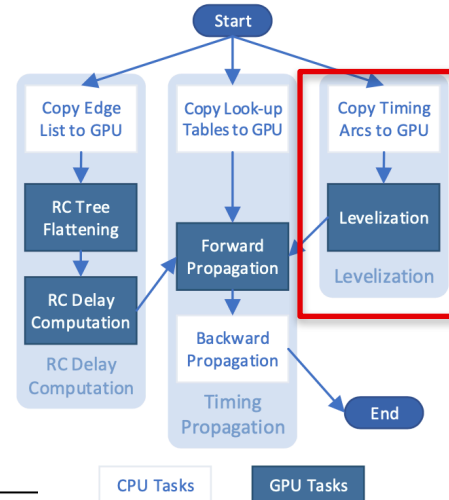 Start
Copy Edge
List to GPU
RC Tree
Flattening
RC Delay
Computation
RC Delay
Computation
Copy Look-up
Tables to GPU
Forward
Propagation
Backward
Propagation
Timing
Propagation
Copy Timing
Arcs to GPU
Levelization
Levelization
End
CPU Tasks
GPU Tasks